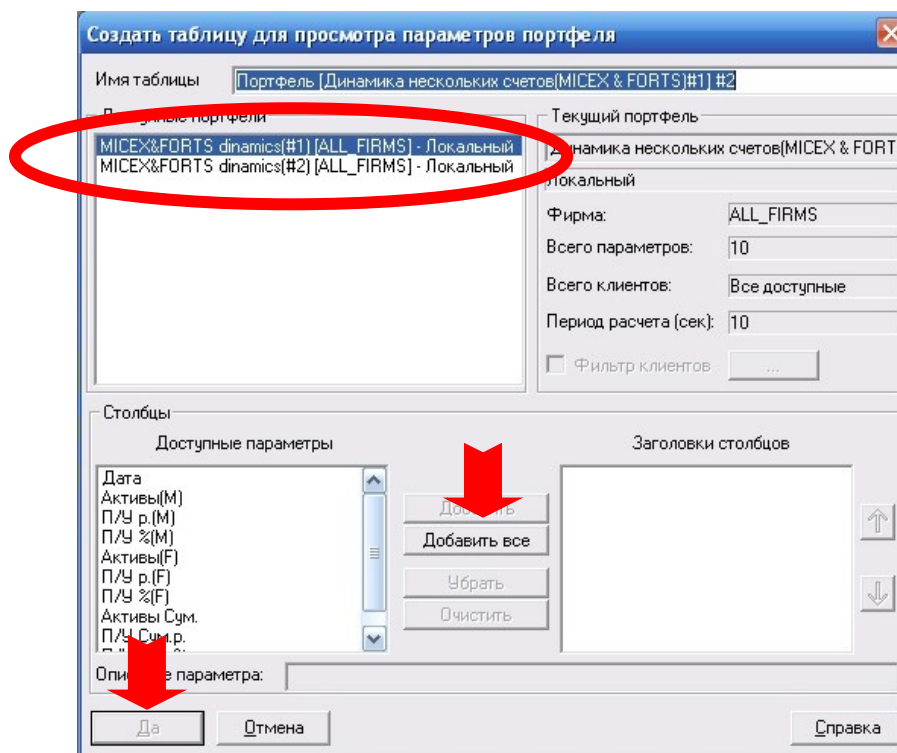 Создать таблицу для просмотра параметров портфеля
Имя таблицы
Портфель [Динамика нескольких счетов(MICEX & FORTS)#1] #2
портфели
MICEX&FORTS dinamics(#1) [ALL_FIRMS] - Локальный
MICEX&FORTS dinamics(#2) [ALL_FIRMS] - Локальный
Текущий портфель
Динамика нескольких счетов(MICEX & FORT
Локальный
Фирма:
ALL_FIRMS
Всего параметров:
10
Всего клиентов:
Все доступные
Период расчета (сек):
10
Фильтр клиентов
...
Столбцы
Доступные параметры
Дата
Активы(М)
П/У р.(М)
П/У %(М)
Активы(F)
П/У р.(F)
П/У %(F)
Активы Сум.
П/У Сум.р.
Добавить все
Убрать
Очистить
Заголовки столбцов
параметра:
Да
Отмена
Справка